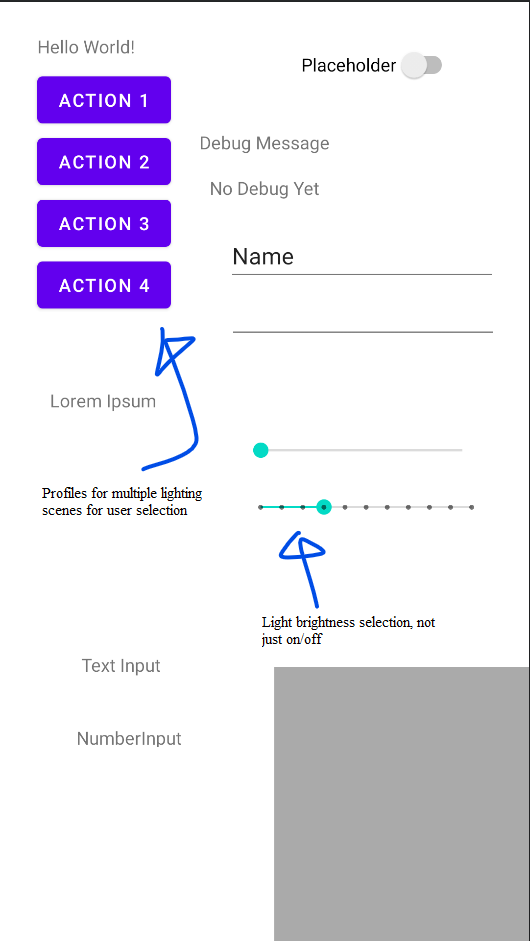 Hello World!
Placeholder
ACTION 1
ACTION 2
ACTION 3
ACTION 4
Debug Message
No Debug Yet
Name
Lorem Ipsum
Profiles for multiple lighting
scenes for user selection
Light brightness selection, not
just on/off
Text Input
NumberInput